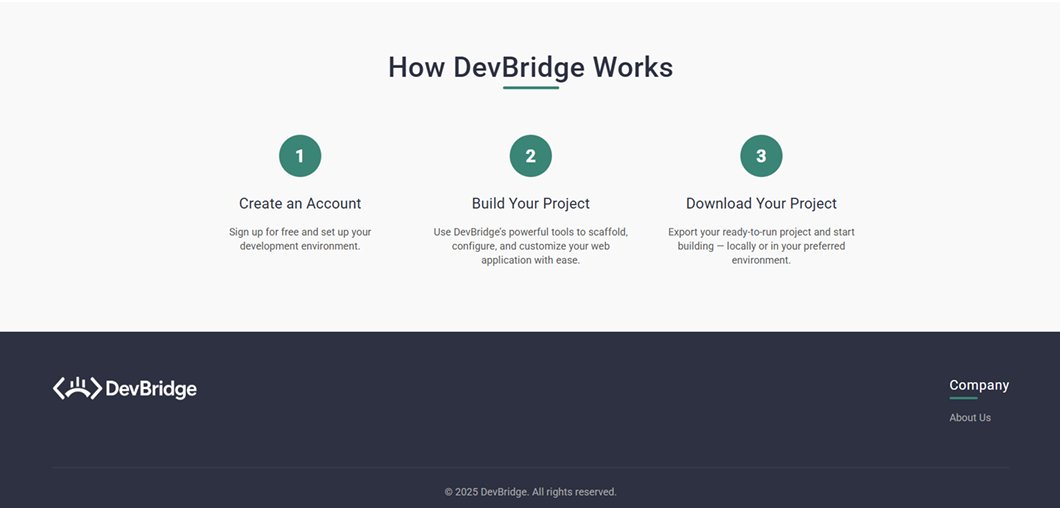 How DevBridge Works
1
2
3
Create an Account
Build Your Project
Download Your Project
Sign up for free and set up your
development environment.
Use DevBridge's powerful tools to scaffold,
configure, and customize your web
application with ease.
Export your ready-to-run project and start
building — locally or in your preferred
environment.
DevBridge
Company
About Us
© 2025 DevBridge. All rights reserved.